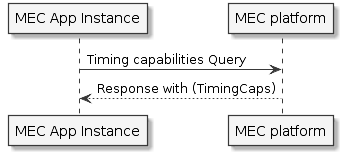 MEC App Instance MEC platform
Timing capabilities Query
Response with (TimingCaps)
MEC App Instance MEC platform